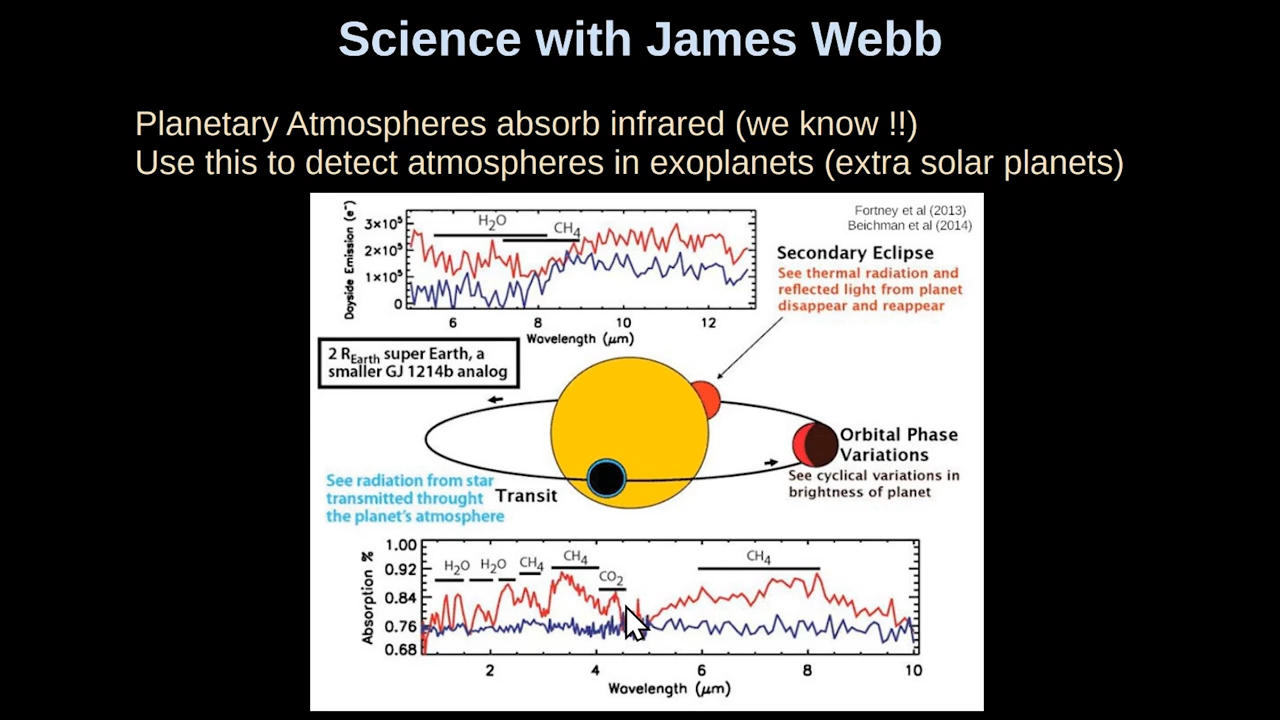 Science with James Webb
Planetary Atmospheres absorb infrared (we know !!)
Use this to detect atmospheres in exoplanets (extra solar planets)
Fortney et al (2013)
Beichman et al (2014)
Dayside Emission (e⁻)
3×10⁵
2×10⁵
1×10⁵
0
H₂O
CH₄
6 8 10 12
Wavelength (μm)
Secondary Eclipse
See thermal radiation and
reflected light from planet
disappear and reappear
2 R_Earth super Earth, a
smaller GJ 1214b analog
Orbital Phase
Variations
See cyclical variations in
brightness of planet
See radiation from star
transmitted throught
the planet's atmosphere
Transit
Absorption %
1.00
0.92
0.84
0.76
0.68
H₂O H₂O CH₄ CH₄ CO₂ CH₄
2 4 6 8 10
Wavelength (μm)